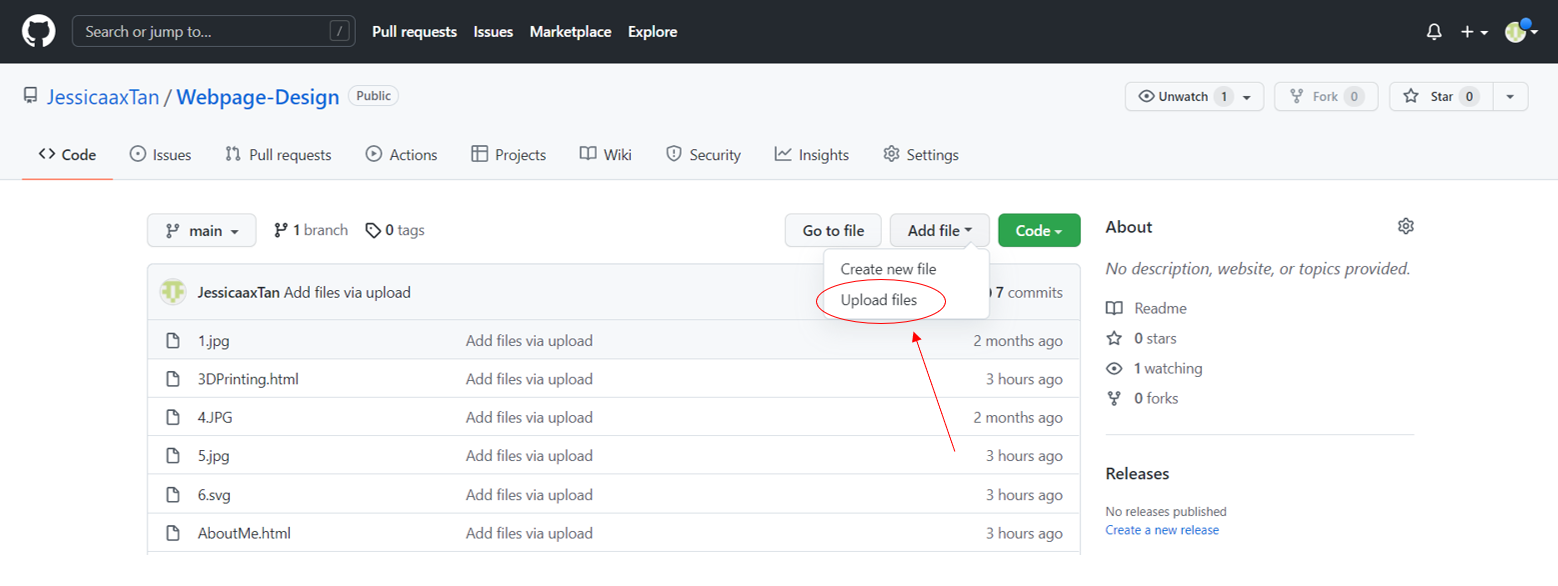 Search or jump to... /
Pull requests Issues Marketplace Explore
JessicaaxTan / Webpage-Design Public
Unwatch 1 Fork 0 Star 0
Code Issues Pull requests Actions Projects Wiki Security Insights Settings
main 1 branch 0 tags
Go to file Add file Code
Create new file
Upload files
JessicaaxTan Add files via upload 7 commits
1.jpg Add files via upload 2 months ago
3DPrinting.html Add files via upload 3 hours ago
4.JPG Add files via upload 2 months ago
5.jpg Add files via upload 3 hours ago
6.svg Add files via upload 3 hours ago
AboutMe.html Add files via upload 3 hours ago
About
No description, website, or topics provided.
Readme
0 stars
1 watching
0 forks
Releases
No releases published
Create a new release